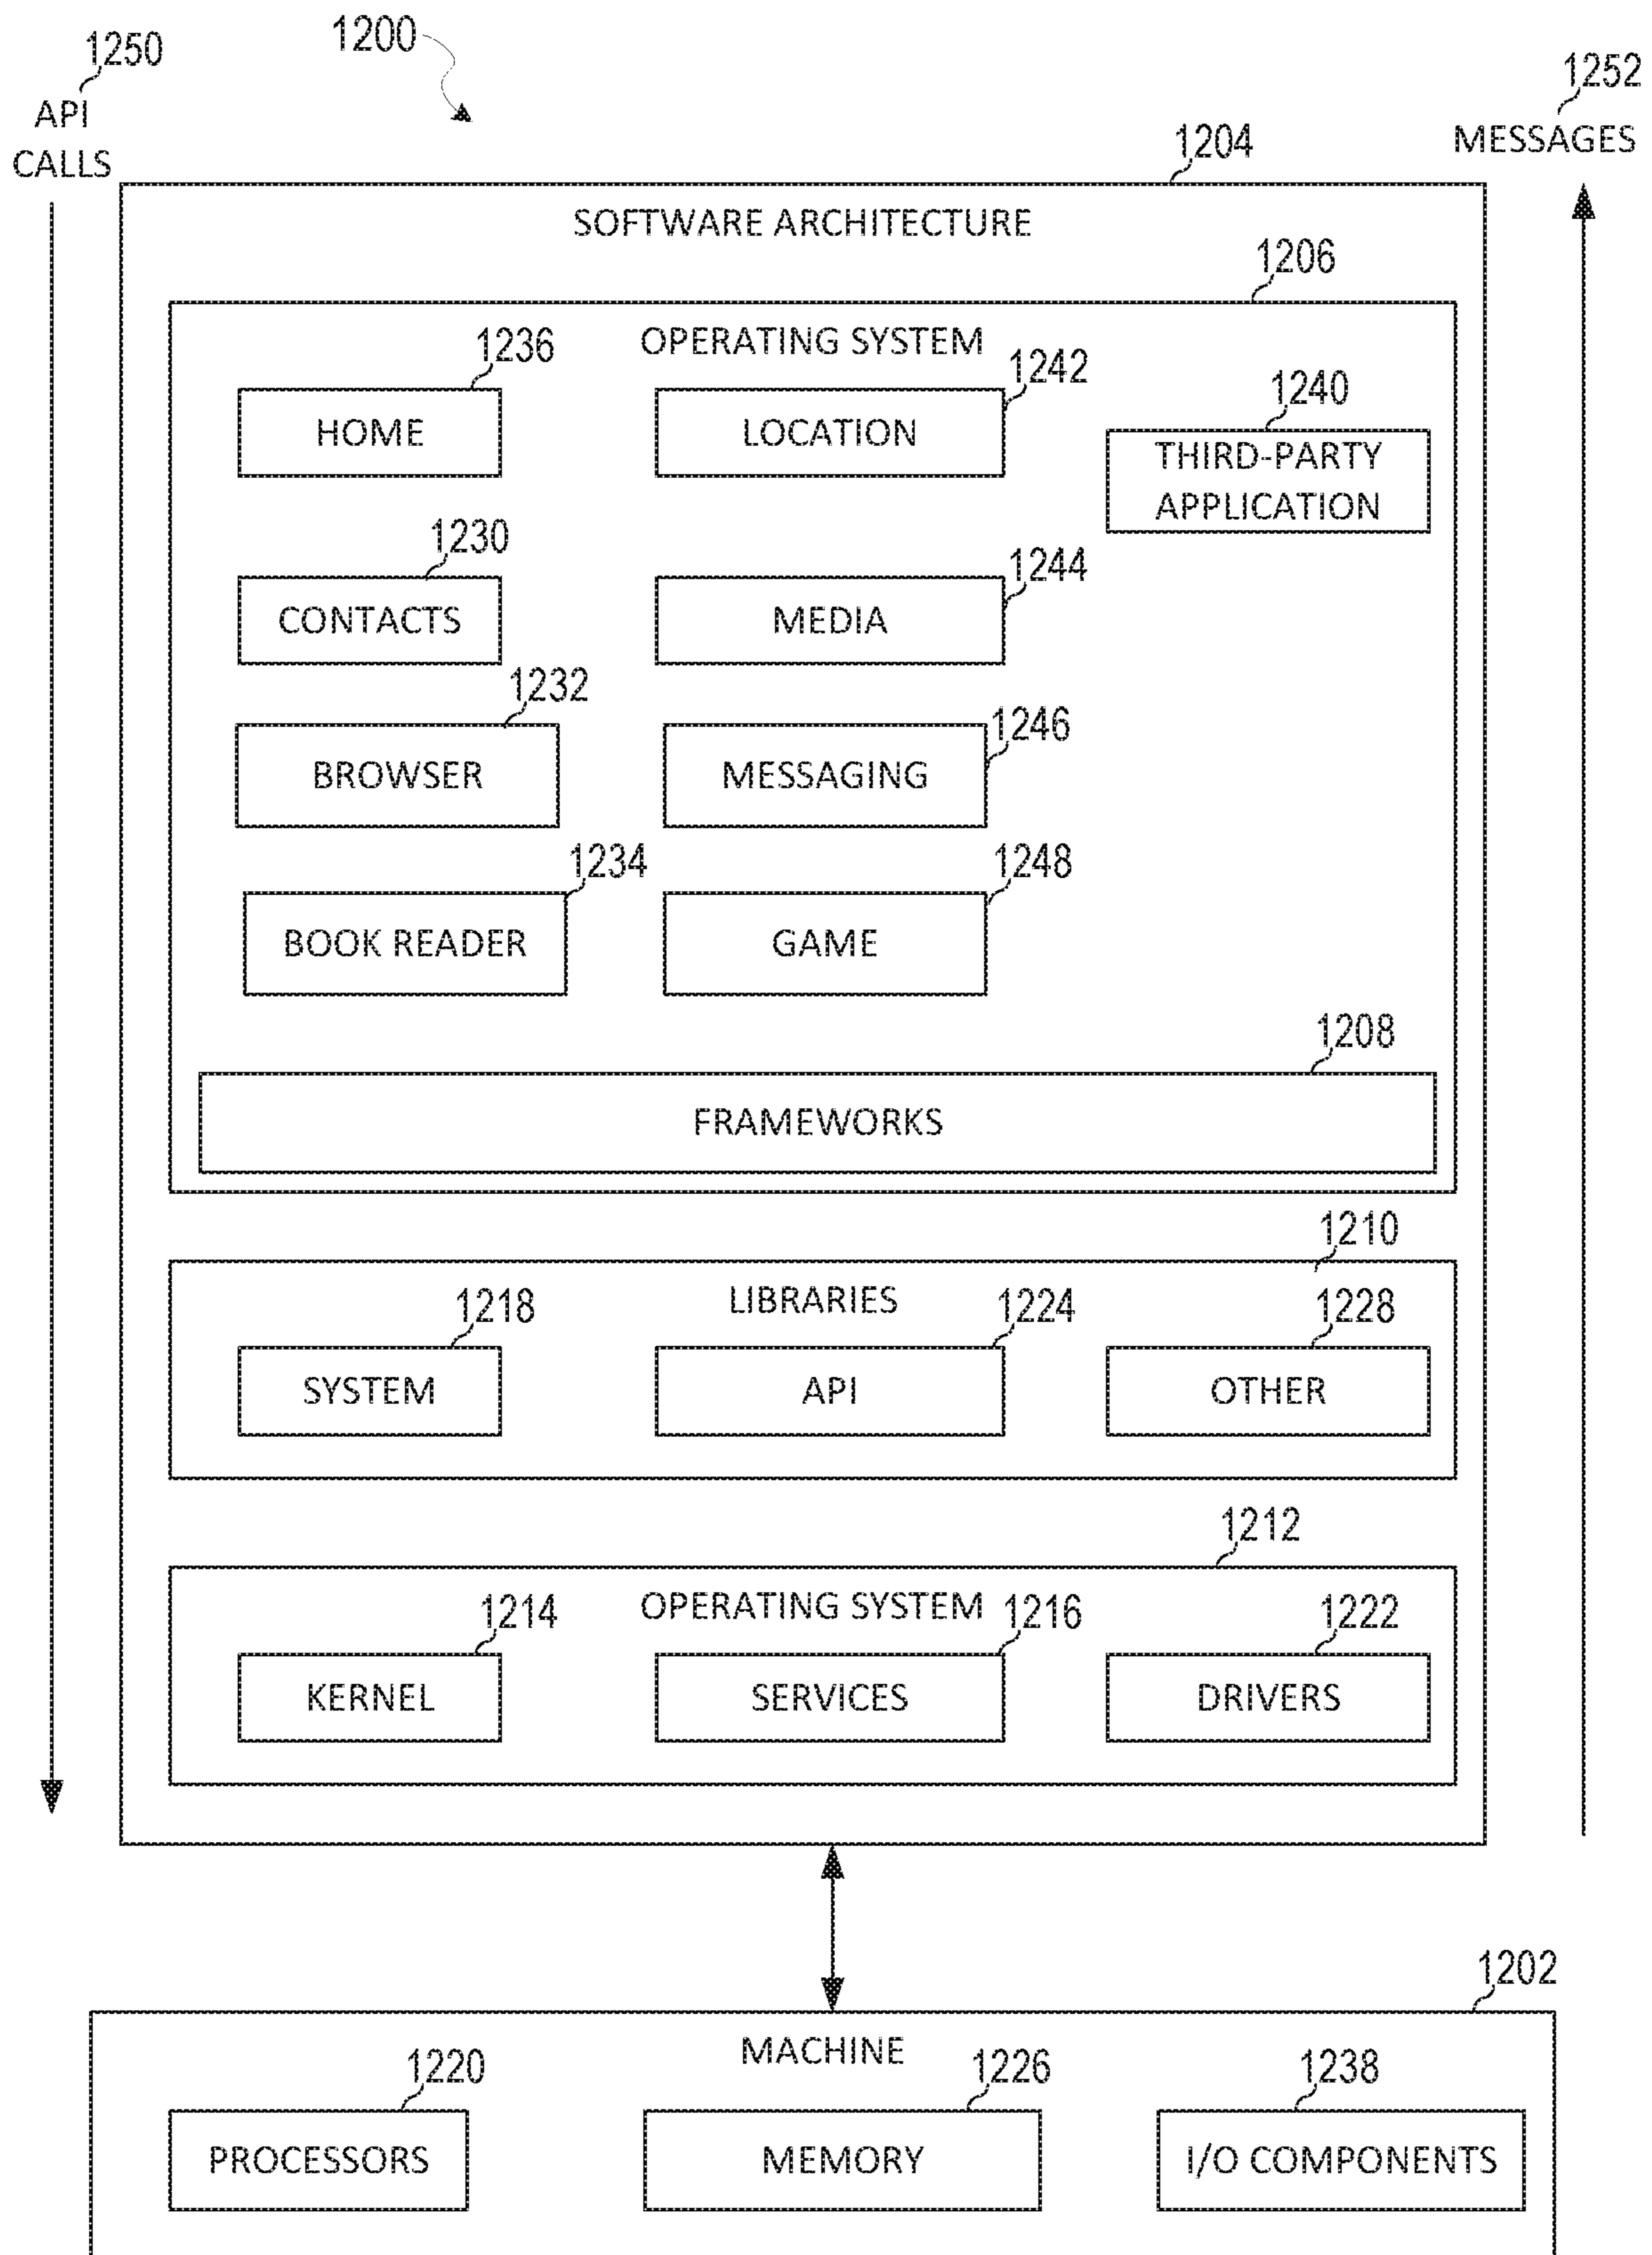 1250
1200
1252
API
CALLS
MESSAGES
1204
SOFTWARE ARCHITECTURE
1206
OPERATING SYSTEM
1236
1242
1240
HOME
LOCATION
THIRD-PARTY
APPLICATION
1230
1244
CONTACTS
MEDIA
1232
1246
BROWSER
MESSAGING
1234
1248
BOOK READER
GAME
1208
FRAMEWORKS
1210
LIBRARIES
1218
1224
1228
SYSTEM
API
OTHER
1212
OPERATING SYSTEM
1214
1216
1222
KERNEL
SERVICES
DRIVERS
1202
MACHINE
1220
1226
1238
PROCESSORS
MEMORY
I/O COMPONENTS